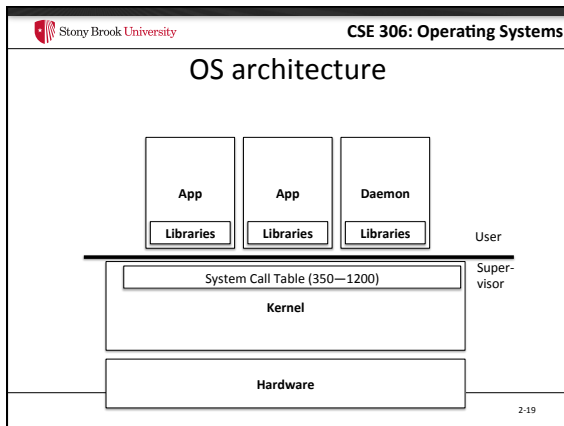 Stony Brook University
CSE 306: Operating Systems
OS architecture
App
App
Daemon
Libraries
Libraries
Libraries
User
Super-
visor
System Call Table (350—1200)
Kernel
Hardware
2-19